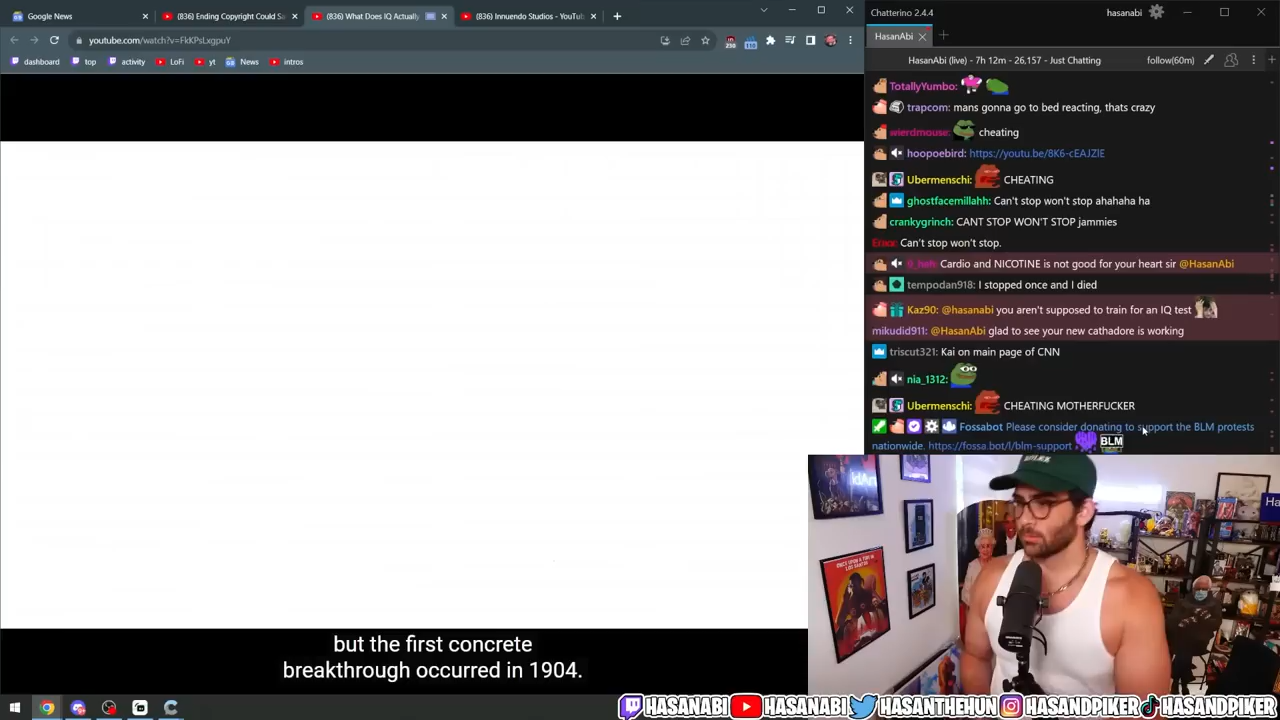 Google News
(836) Ending Copyright Could Sa
(836) What Does IQ Actually
(836) Innuendo Studios - YouTub
youtube.com/watch?v=FkKPsLxgpuY
dashboard
top
activity
LoFi
yt
News
intros
Chatterino 2.4.4
hasanabi
HasanAbi
HasanAbi (live) - 7h 12m - 26,157 - Just Chatting
follow(60m)
TotallyYumbo:
trapcom: mans gonna go to bed reacting, thats crazy
wierdmouse: cheating
hoopoebird: https://youtu.be/8K6-cEAJZlE
Ubermenschi: CHEATING
ghostfacemillahh: Can't stop won't stop ahahaha ha
crankygrinch: CANT STOP WON'T STOP jammies
Can't stop won't stop.
Cardio and NICOTINE is not good for your heart sir @HasanAbi
tempodan918: I stopped once and I died
Kaz90: @hasanabi you aren't supposed to train for an IQ test
mikudid911: @HasanAbi glad to see your new cathadore is working
triscut321: Kai on main page of CNN
nia_1312:
Ubermenschi: CHEATING MOTHERFUCKER
Fossabot Please consider donating to support the BLM protests
nationwide, https://fossa.bot/l/blm-support BLM
but the first concrete
breakthrough occurred in 1904.
HASANABI HASANABI HASANTHEHUN HASANDPIKER HASANDPIKER